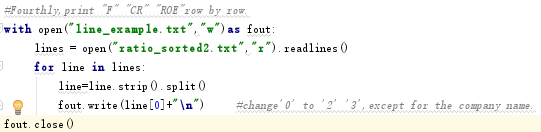 #Fourthly,print "F" "CR" "ROE"row by row.
with open("line_example.txt","w")as fout:
    lines = open("ratio_sorted2.txt","r").readlines()
    for line in lines:
        line=line.strip().split()
        fout.write(line[0]+"\n")    #change'0' to '2' '3',except for the company name.
fout.close()